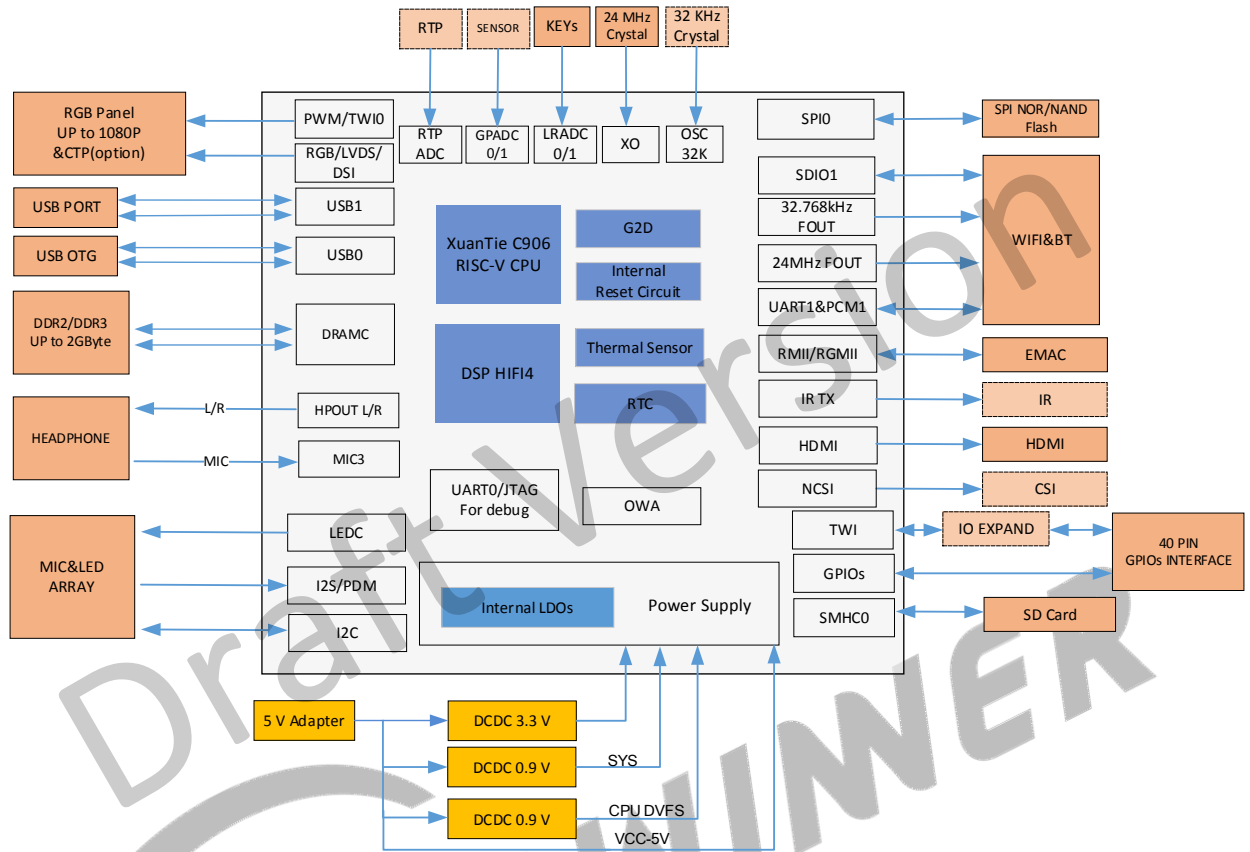 RTP
SENSOR
KEYs
24 MHz
Crystal
32 KHz
Crystal
RGB Panel
UP to 1080P
&CTP(option)
USB PORT
USB OTG
DDR2/DDR3
UP to 2GByte
HEADPHONE
MIC&LED
ARRAY
L/R
MIC
PWM/TWI0
RGB/LVDS/
DSI
USB1
USB0
DRAMC
HPOUT L/R
MIC3
LEDC
I2S/PDM
I2C
RTP
ADC
GPADC
0/1
LRADC
0/1
XO
OSC
32K
XuanTie C906
RISC-V CPU
DSP HIFI4
G2D
Internal
Reset Circuit
Thermal Sensor
RTC
UART0/JTAG
For debug
OWA
Internal LDOs
Power Supply
SPI0
SDIO1
32.768kHz
FOUT
24MHz FOUT
UART1&PCM1
RMII/RGMII
IR TX
HDMI
NCSI
TWI
GPIOs
SMHC0
SPI NOR/NAND
Flash
WIFI&BT
EMAC
IR
HDMI
CSI
IO EXPAND
40 PIN
GPIOs INTERFACE
SD Card
5 V Adapter
DCDC 3.3 V
DCDC 0.9 V
SYS
DCDC 0.9 V
CPU DVFS
VCC-5V
Draft Version
WINNER